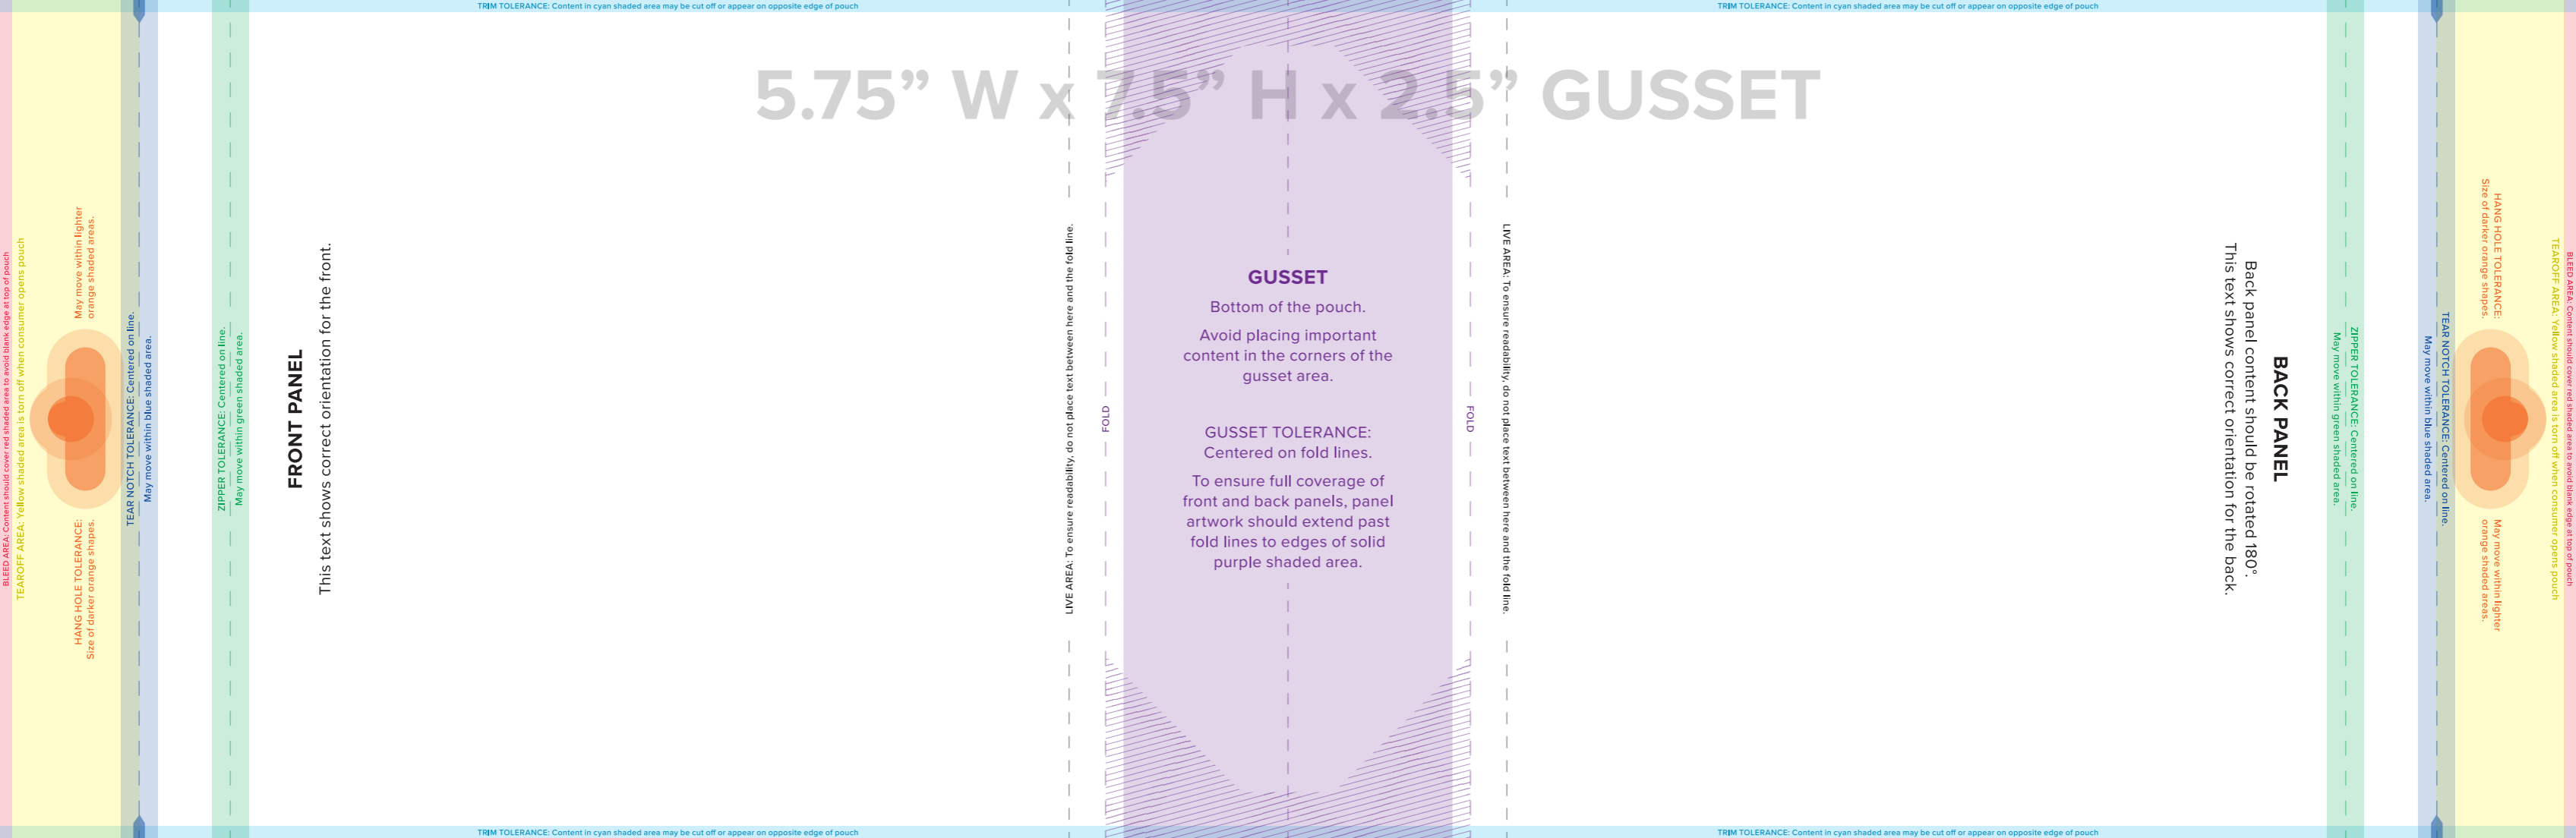 TRIM TOLERANCE: Content in cyan shaded area may be cut off or appear on opposite edge of pouch
TRIM TOLERANCE: Content in cyan shaded area may be cut off or appear on opposite edge of pouch
5.75” W x 7.5” H x 2.5” GUSSET
BLEED AREA: Content should cover red shaded area to avoid blank edge at top of pouch
TEAROFF AREA: Yellow shaded area is torn off when consumer opens pouch
HANG HOLE TOLERANCE:
Size of darker orange shapes.
May move within lighter
orange shaded areas.
TEAR NOTCH TOLERANCE: Centered on line.
May move within blue shaded area.
ZIPPER TOLERANCE: Centered on line.
May move within green shaded area.
FRONT PANEL
This text shows correct orientation for the front.
LIVE AREA: To ensure readability, do not place text between here and the fold line.
FOLD
GUSSET
Bottom of the pouch.
Avoid placing important
content in the corners of the
gusset area.
GUSSET TOLERANCE:
Centered on fold lines.
To ensure full coverage of
front and back panels, panel
artwork should extend past
fold lines to edges of solid
purple shaded area.
FOLD
LIVE AREA: To ensure readability, do not place text between here and the fold line.
BACK PANEL
Back panel content should be rotated 180°.
This text shows correct orientation for the back.
ZIPPER TOLERANCE: Centered on line.
May move within green shaded area.
TEAR NOTCH TOLERANCE: Centered on line.
May move within blue shaded area.
HANG HOLE TOLERANCE:
Size of darker orange shapes.
May move within lighter
orange shaded areas.
TEAROFF AREA: Yellow shaded area is torn off when consumer opens pouch
BLEED AREA: Content should cover red shaded area to avoid blank edge at top of pouch
TRIM TOLERANCE: Content in cyan shaded area may be cut off or appear on opposite edge of pouch
TRIM TOLERANCE: Content in cyan shaded area may be cut off or appear on opposite edge of pouch